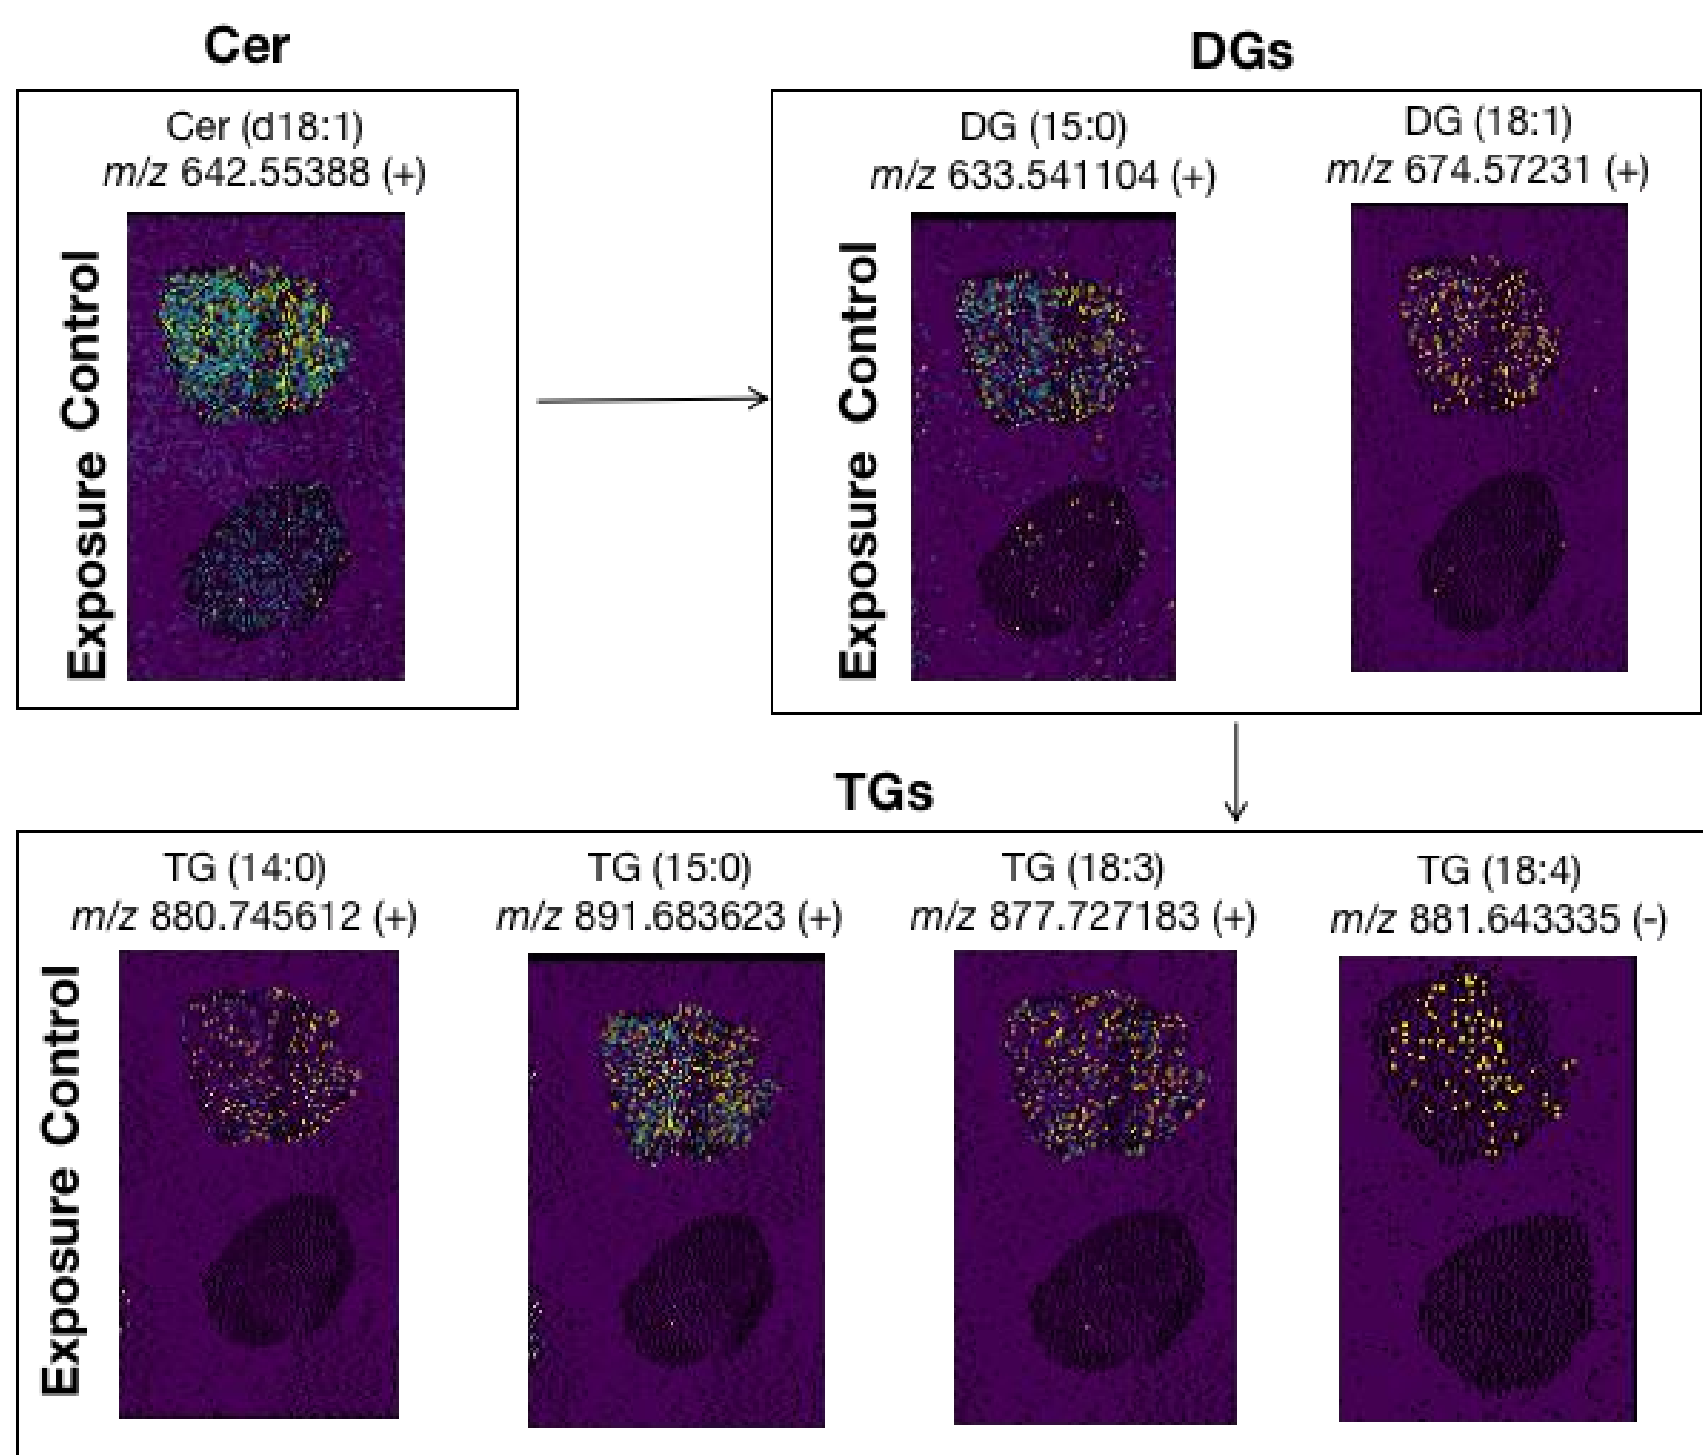 Cer
Cer (d18:1)
m/z 642.55388 (+)
Control
Exposure
DGs
DG (15:0)
m/z 633.541104 (+)
DG (18:1)
m/z 674.57231 (+)
Control
Exposure
TGs
TG (14:0)
m/z 880.745612 (+)
TG (15:0)
m/z 891.683623 (+)
TG (18:3)
m/z 877.727183 (+)
TG (18:4)
m/z 881.643335 (-)
Control
Exposure